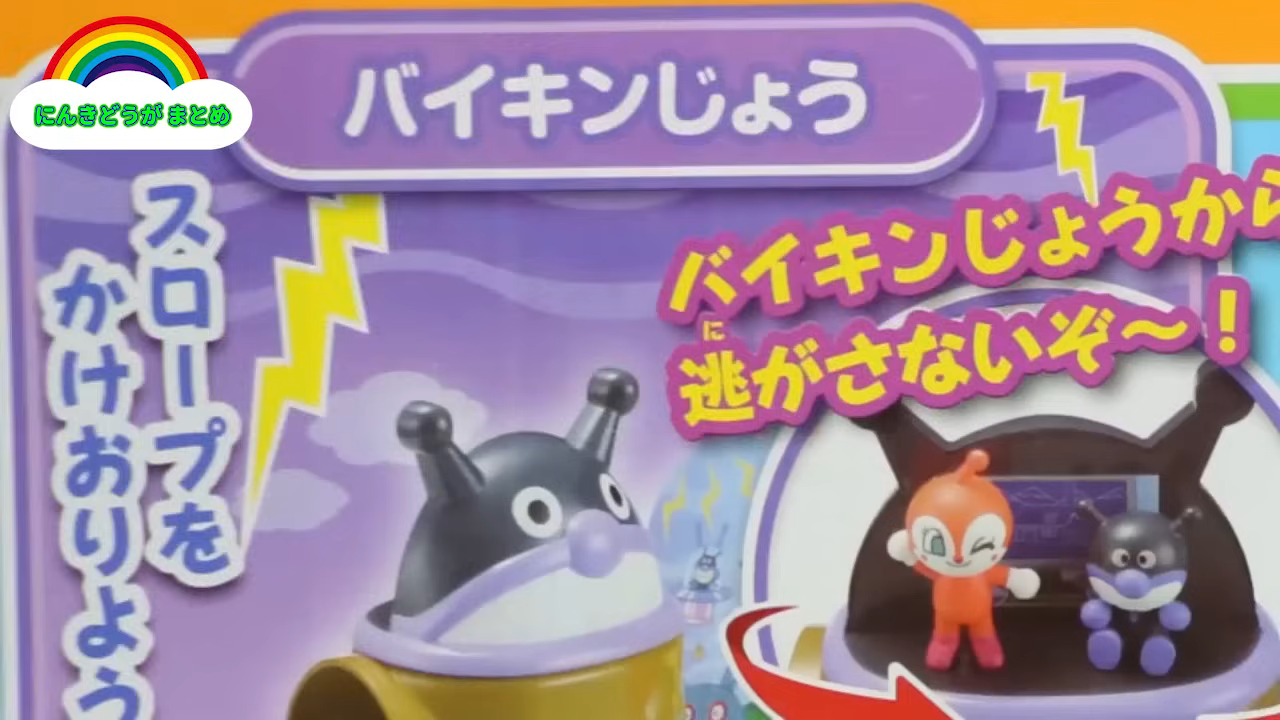 にんきどうが まとめ
バイキンじょう
スロープを
かけおりよう
バイキンじょうから
に
逃がさないぞ〜！